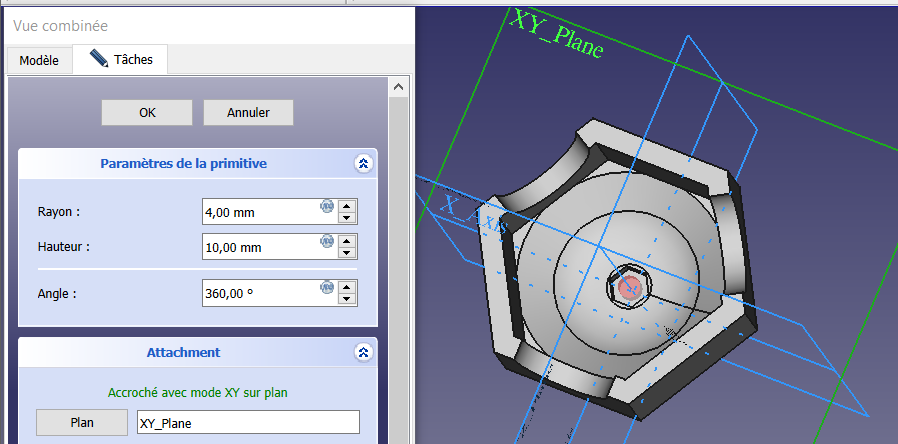 Vue combinée
Modèle
Tâches
OK
Annuler
Paramètres de la primitive
Rayon :
4,00 mm
Hauteur :
10,00 mm
Angle :
360,00 º
Attachment
Accroché avec mode XY sur plan
Plan
XY_Plane
XY_Plane
X_Axis